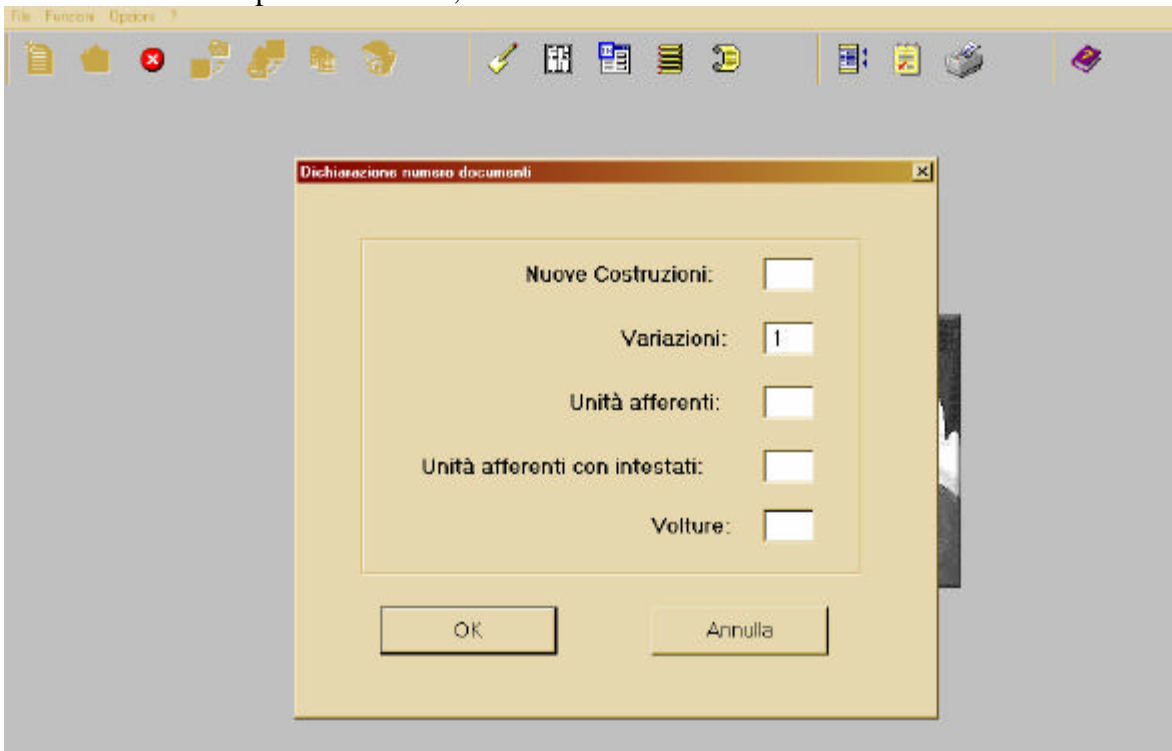 File Funzioni Opzioni ?
Dichiarazione numero documenti
Nuove Costruzioni:
Variazioni: 1
Unità afferenti:
Unità afferenti con intestati:
Volture:
OK Annulla